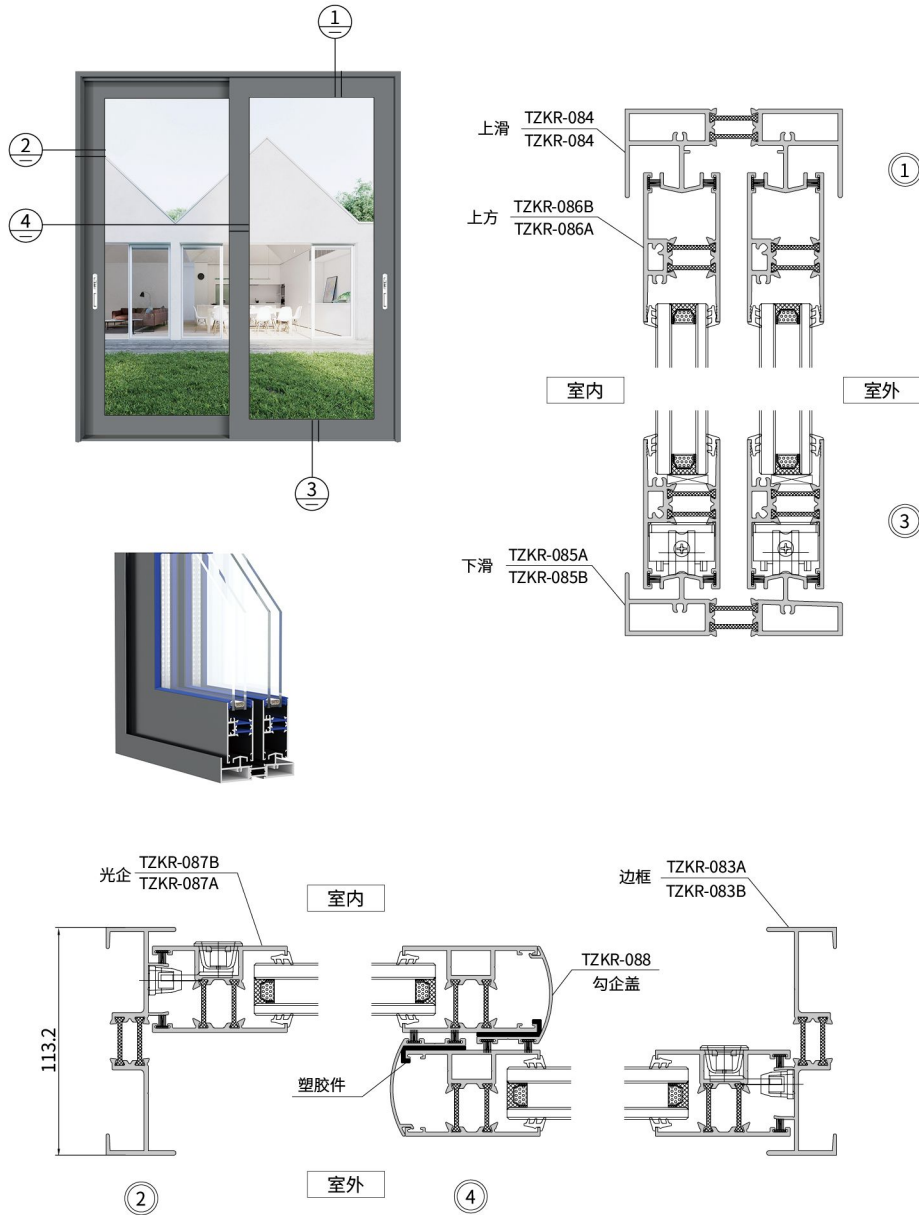 1
2
4
3
上滑
TZKR-084
TZKR-084
1
上方
TZKR-086B
TZKR-086A
室内
室外
3
下滑
TZKR-085A
TZKR-085B
光企
TZKR-087B
TZKR-087A
室内
边框
TZKR-083A
TZKR-083B
TZKR-088
勾企盖
113.2
塑胶件
室外
2
4